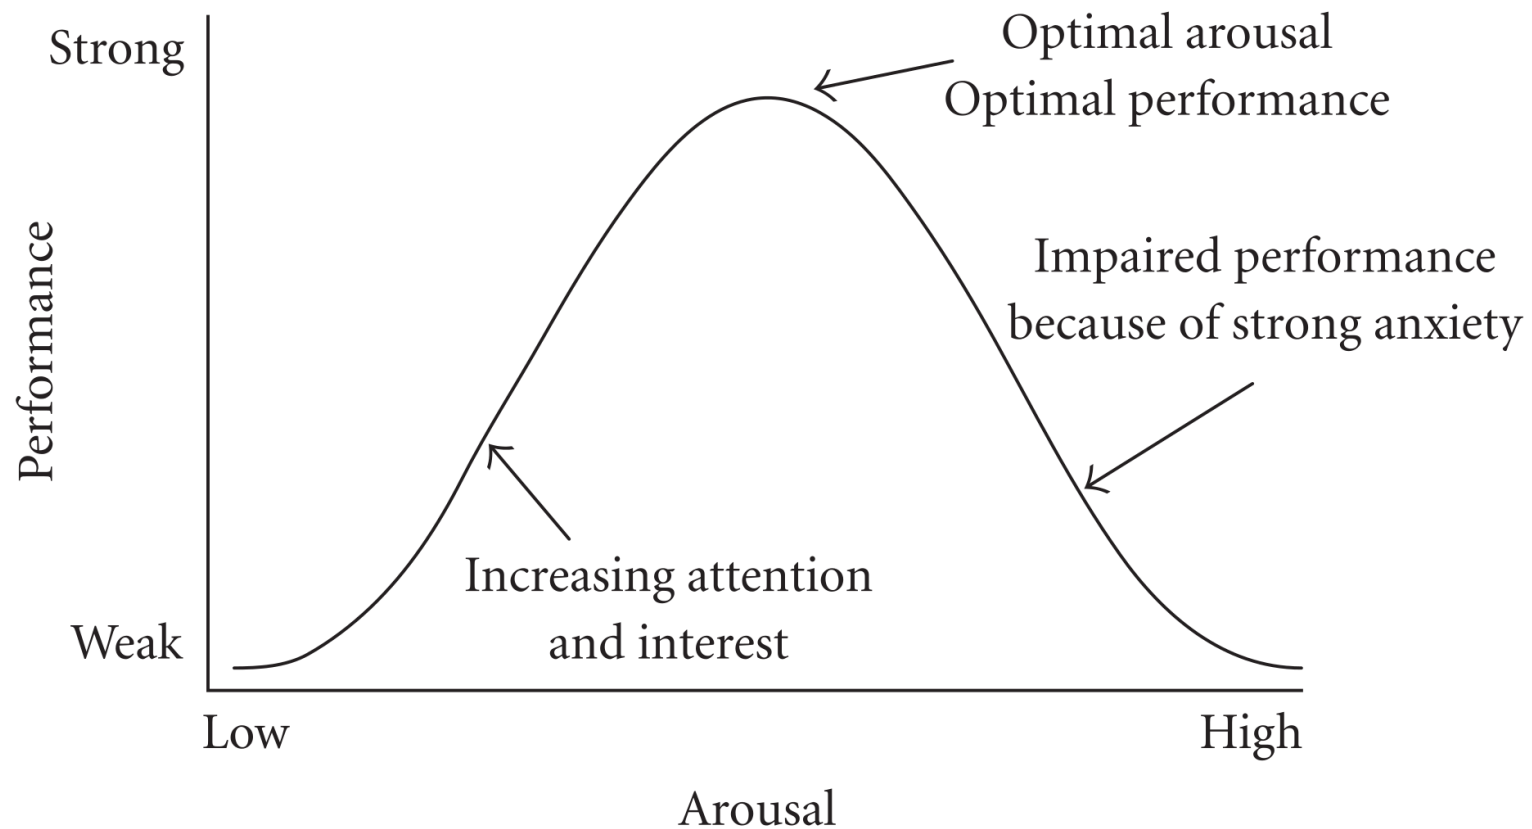 Strong
Optimal arousal
Optimal performance
Impaired performance
because of strong anxiety
Performance
Increasing attention
and interest
Weak
Low
High
Arousal